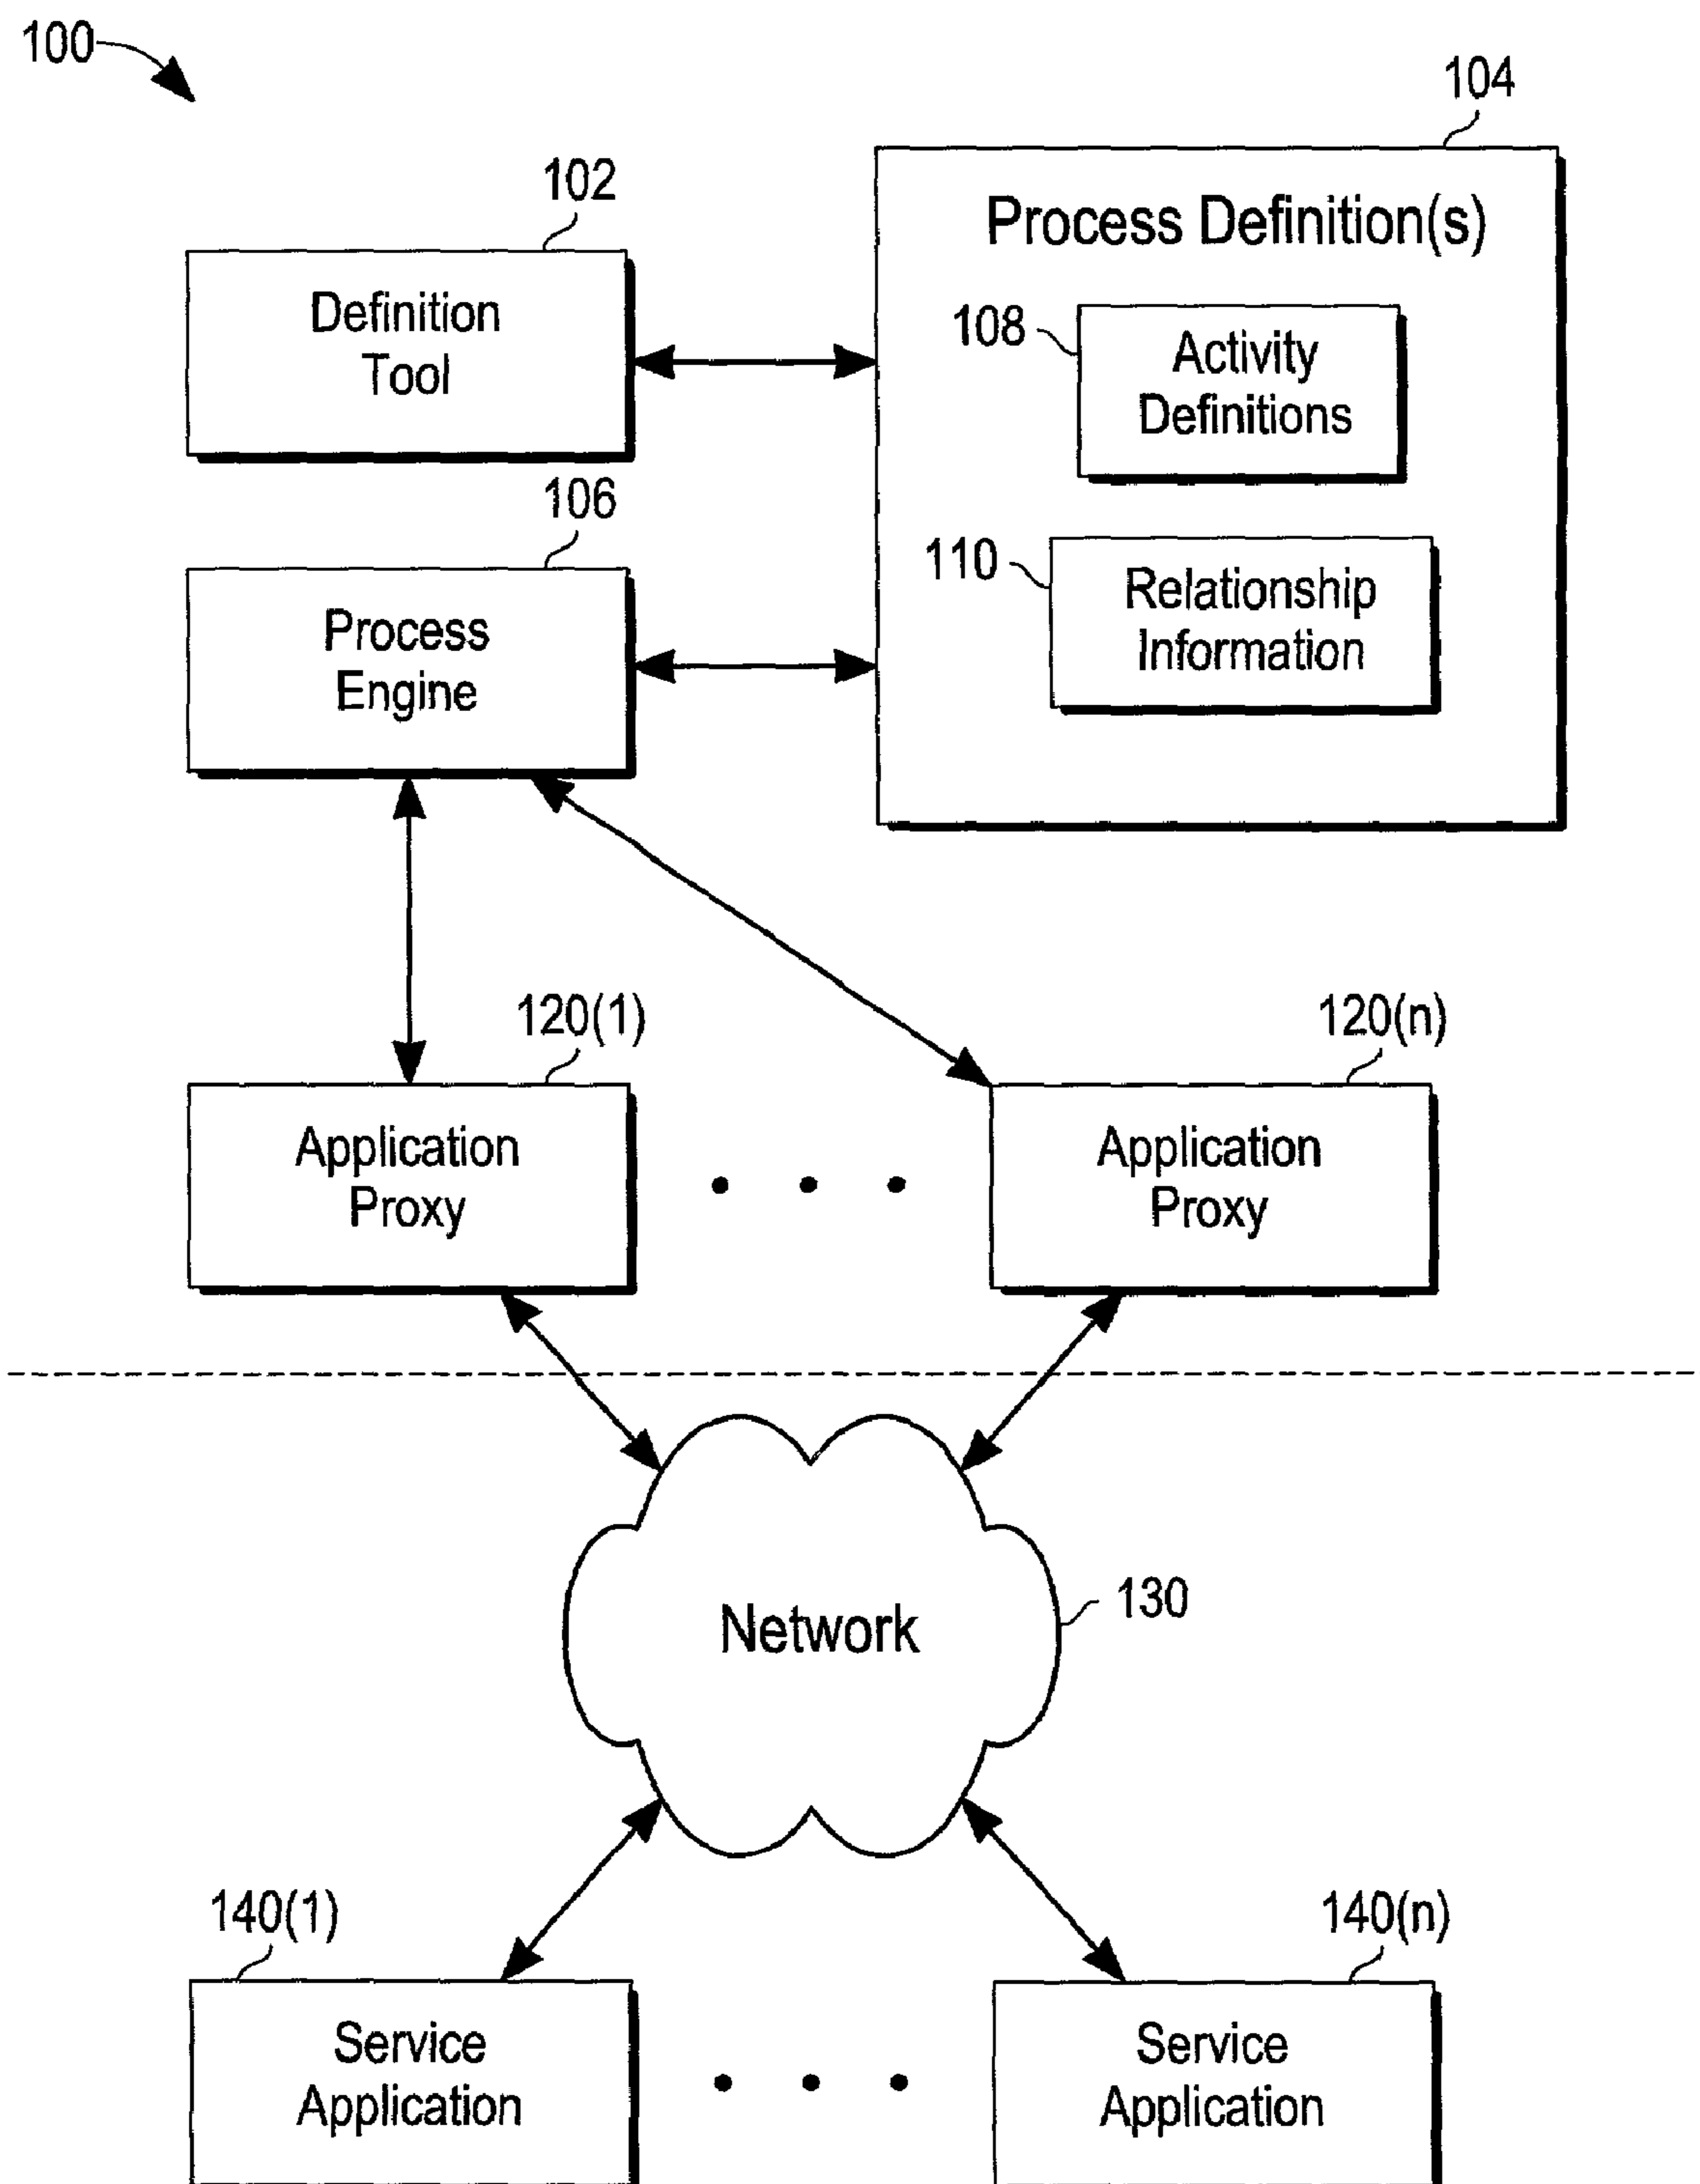 100
104
102
Process Definition(s)
Definition
Tool
108
Activity
Definitions
106
110
Relationship
Information
Process
Engine
120(1)
120(n)
Application
Proxy
Application
Proxy
Network
130
140(1)
140(n)
Service
Application
Service
Application